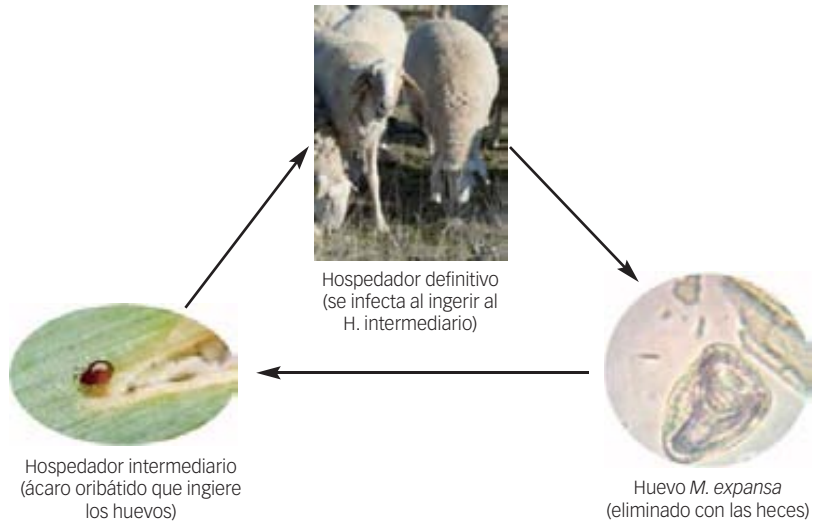 Hospedador definitivo
(se infecta al ingerir al
H. intermediario)
Hospedador intermediario
(ácaro oribátido que ingiere
los huevos)
Huevo M. expansa
(eliminado con las heces)